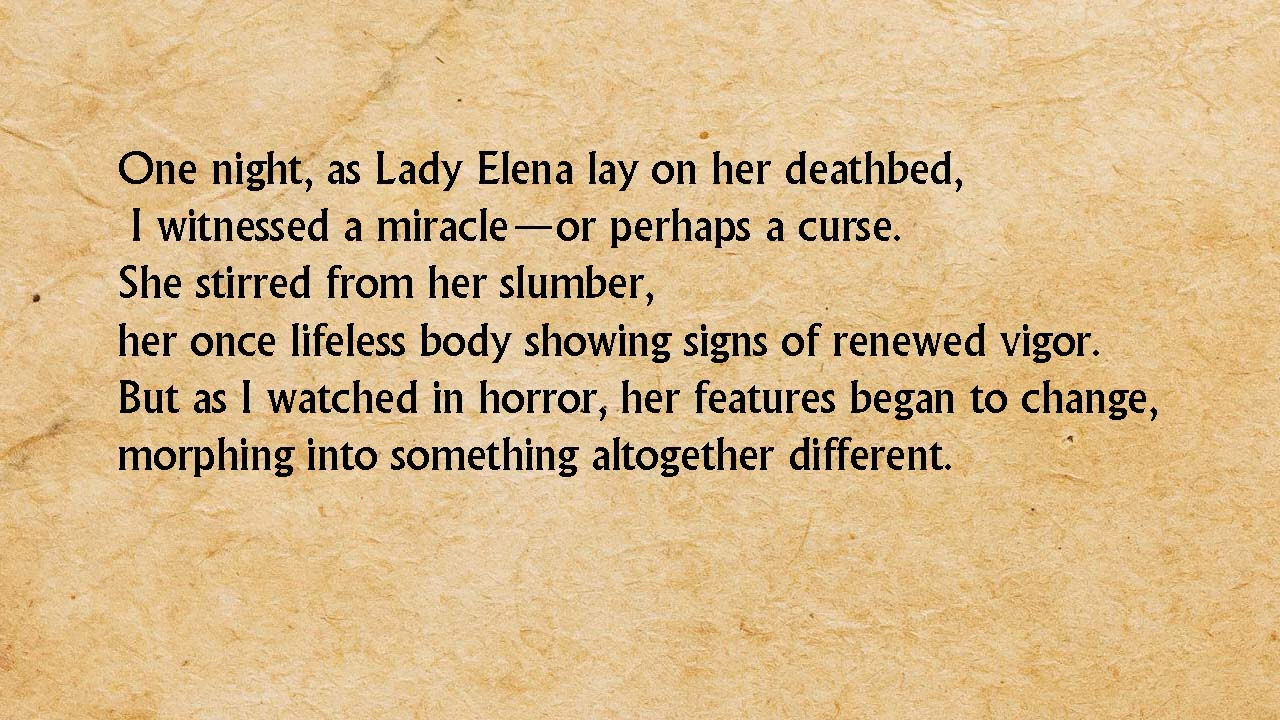 One night, as Lady Elena lay on her deathbed,
I witnessed a miracle—or perhaps a curse.
She stirred from her slumber,
her once lifeless body showing signs of renewed vigor.
But as I watched in horror, her features began to change,
morphing into something altogether different.